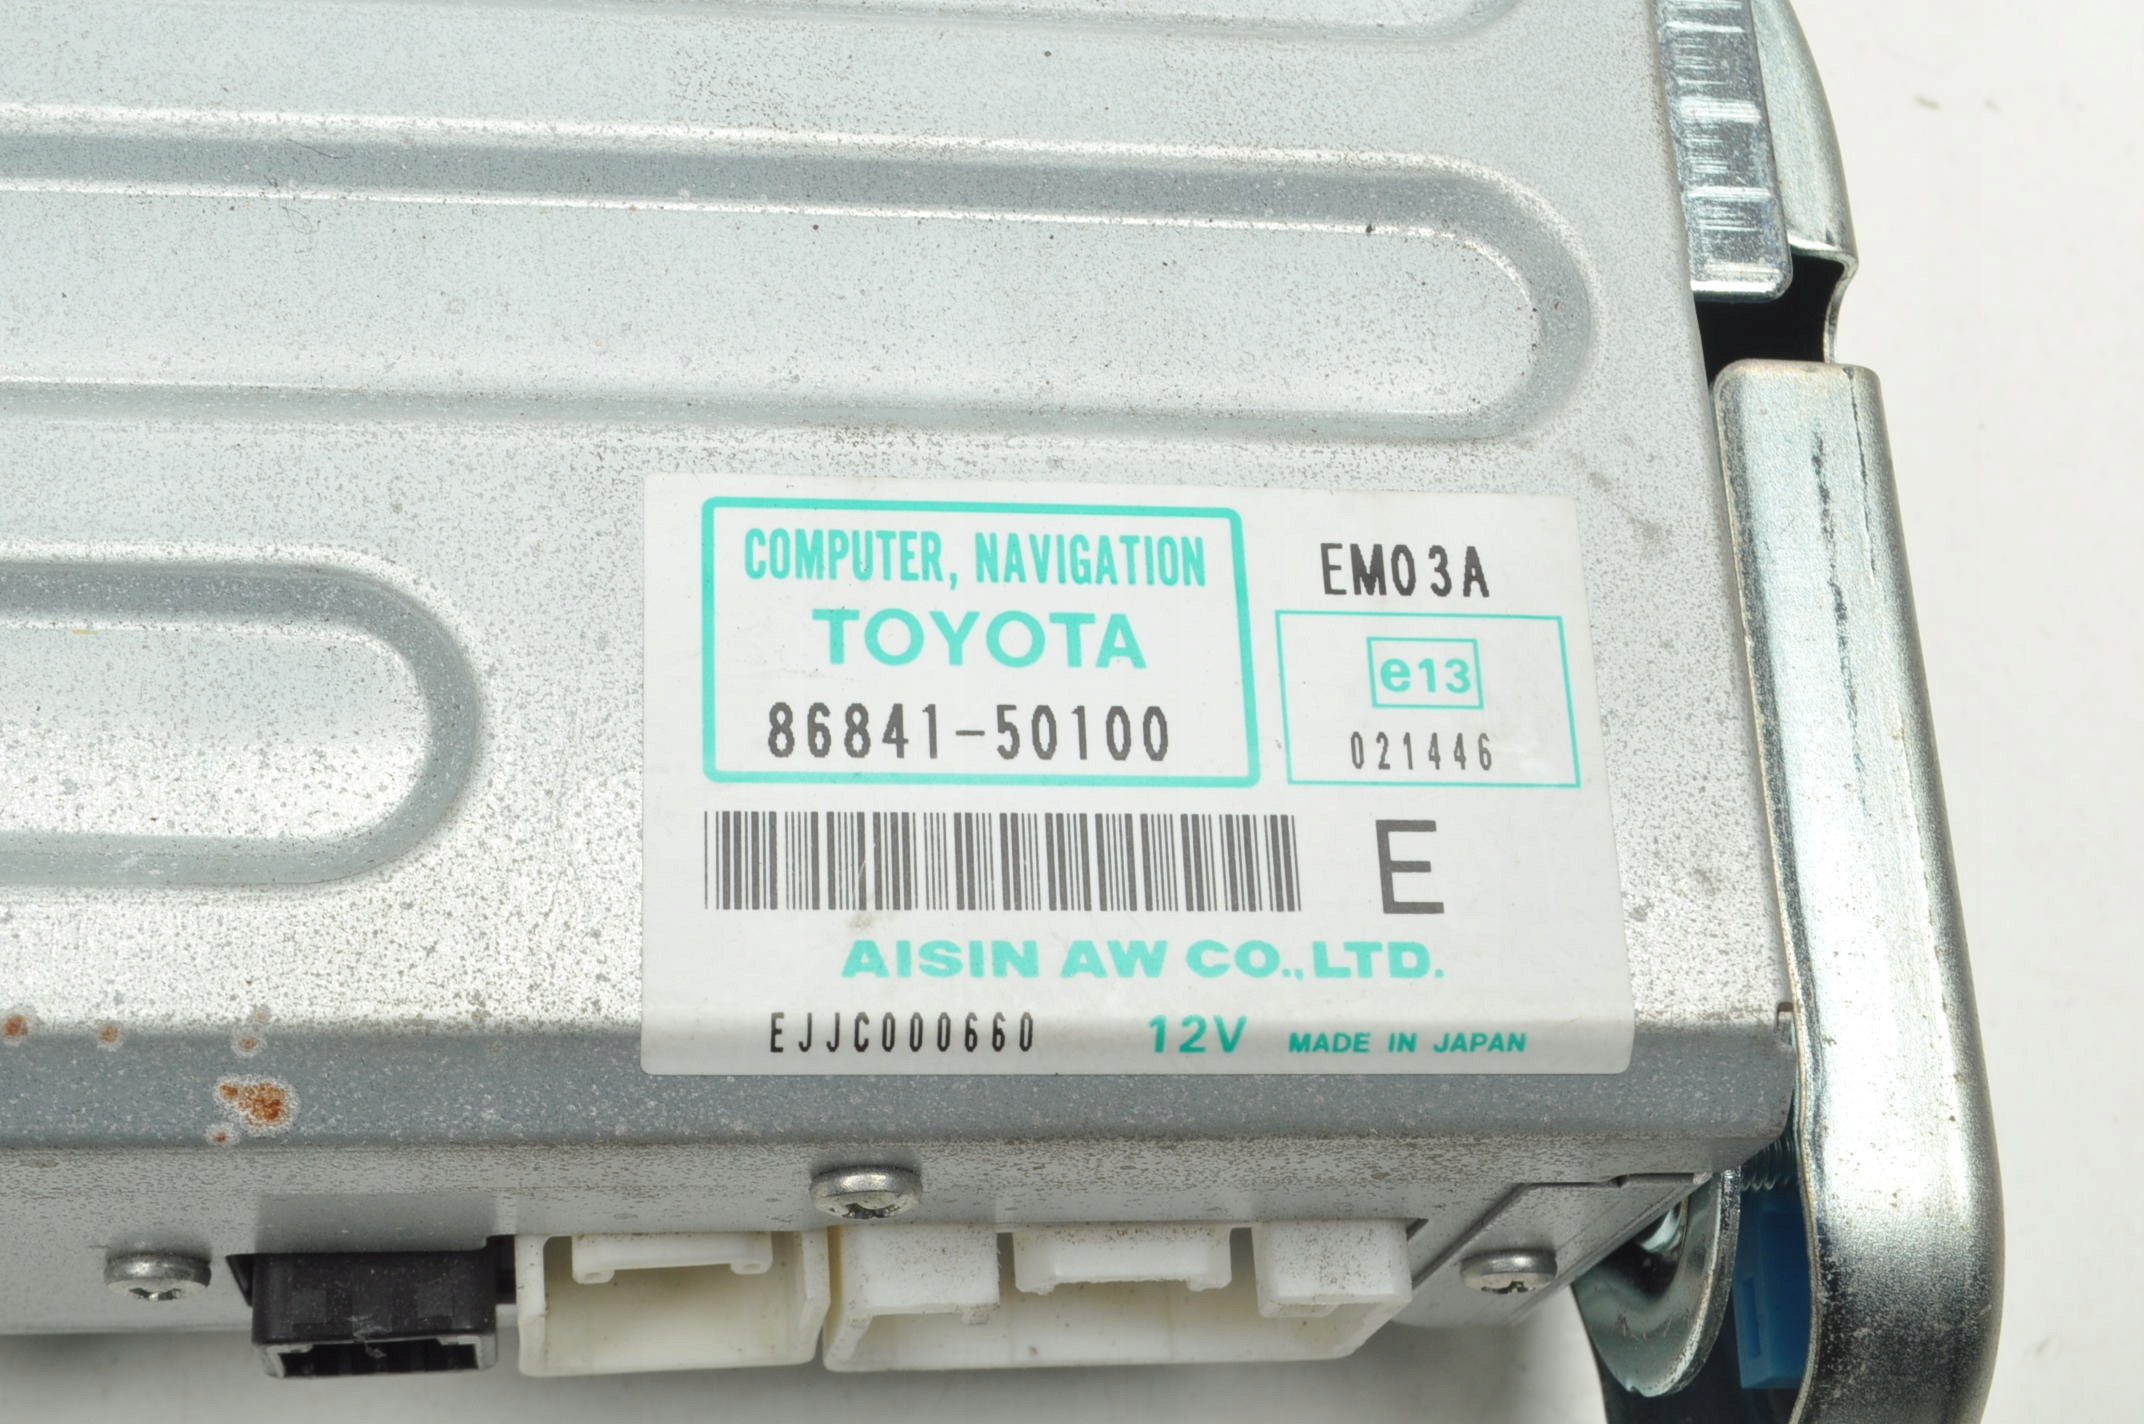 COMPUTER, NAVIGATION
TOYOTA
86841-50100
EM03A
e13
021446
E
AISIN AW CO., LTD.
EJJC000660 12V MADE IN JAPAN